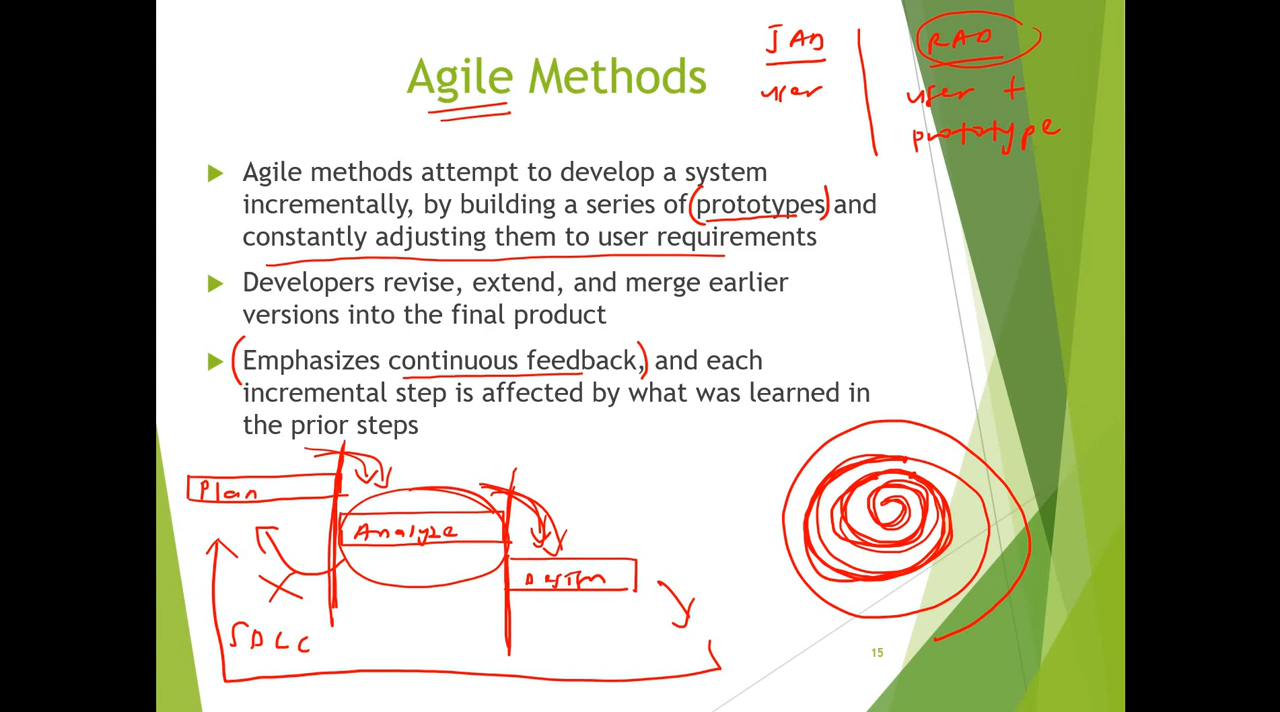 Agile Methods
JAD
user
RAD
user +
prototype
Agile methods attempt to develop a system
incrementally, by building a series of prototypes and
constantly adjusting them to user requirements
Developers revise, extend, and merge earlier
versions into the final product
Emphasizes continuous feedback, and each
incremental step is affected by what was learned in
the prior steps
Plan
Analyze
Design
SDLC
15